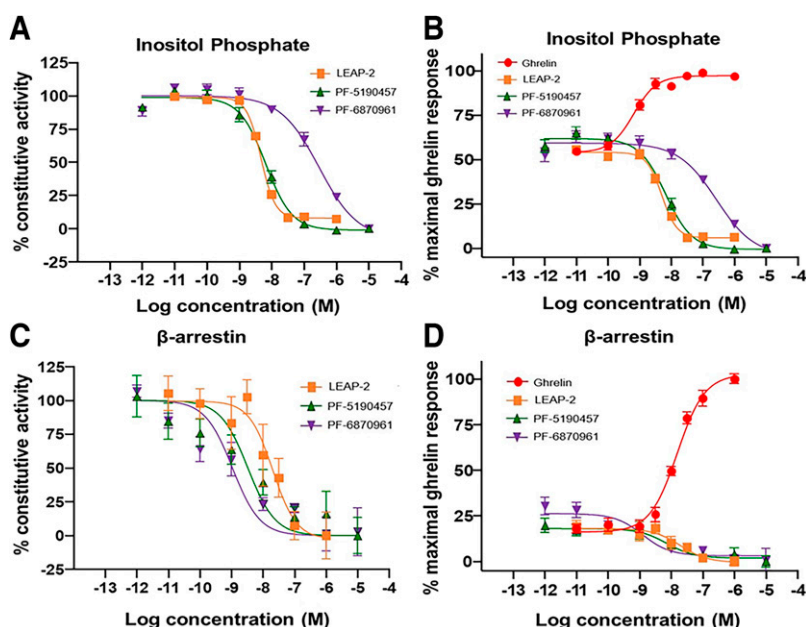 A
Inositol Phosphate
LEAP-2
PF-5190457
PF-6870961
% constitutive activity
125
100
75
50
25
0
-25
-13 -12 -11 -10 -9 -8 -7 -6 -5 -4
Log concentration (M)
B
Inositol Phosphate
Ghrelin
LEAP-2
PF-5190457
PF-6870961
% maximal ghrelin response
100
75
50
25
0
-13 -12 -11 -10 -9 -8 -7 -6 -5 -4
Log concentration (M)
C
β-arrestin
LEAP-2
PF-5190457
PF-6870961
% constitutive activity
125
100
75
50
25
0
-25
-13 -12 -11 -10 -9 -8 -7 -6 -5 -4
Log concentration (M)
D
β-arrestin
Ghrelin
LEAP-2
PF-5190457
PF-6870961
% maximal ghrelin response
100
75
50
25
0
-13 -12 -11 -10 -9 -8 -7 -6 -5 -4
Log concentration (M)